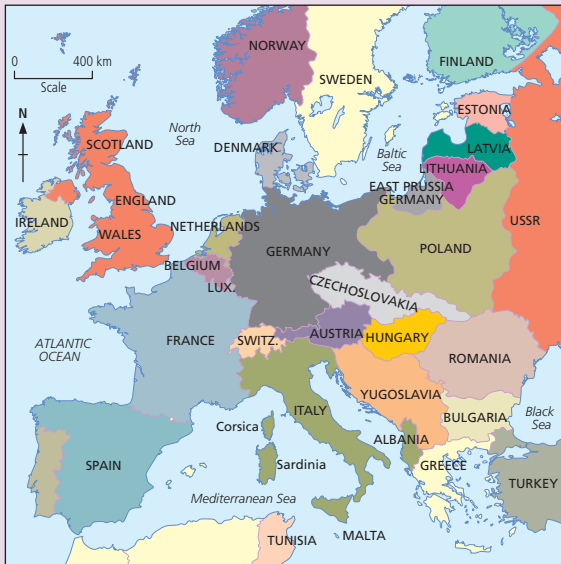 NORWAY
FINLAND
0 400 km
Scale
SWEDEN
N
ESTONIA
North
Sea
SCOTLAND
DENMARK
Baltic
Sea
LATVIA
LITHUANIA
EAST PRUSSIA
GERMANY
ENGLAND
IRELAND
WALES
NETHERLANDS
USSR
GERMANY
POLAND
BELGIUM
LUX.
CZECHOSLOVAKIA
ATLANTIC
OCEAN
FRANCE
SWITZ.
AUSTRIA
HUNGARY
ROMANIA
YUGOSLAVIA
ITALY
BULGARIA
Black
Sea
Corsica
ALBANIA
SPAIN
Sardinia
GREECE
TURKEY
Mediterranean Sea
MALTA
TUNISIA